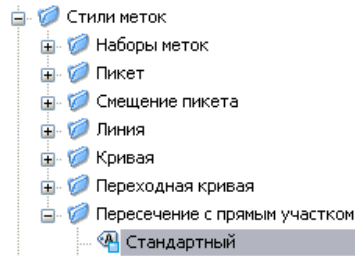 Стили меток
Наборы меток
Пикет
Смещение пикета
Линия
Кривая
Переходная кривая
Пересечение с прямым участком
Стандартный